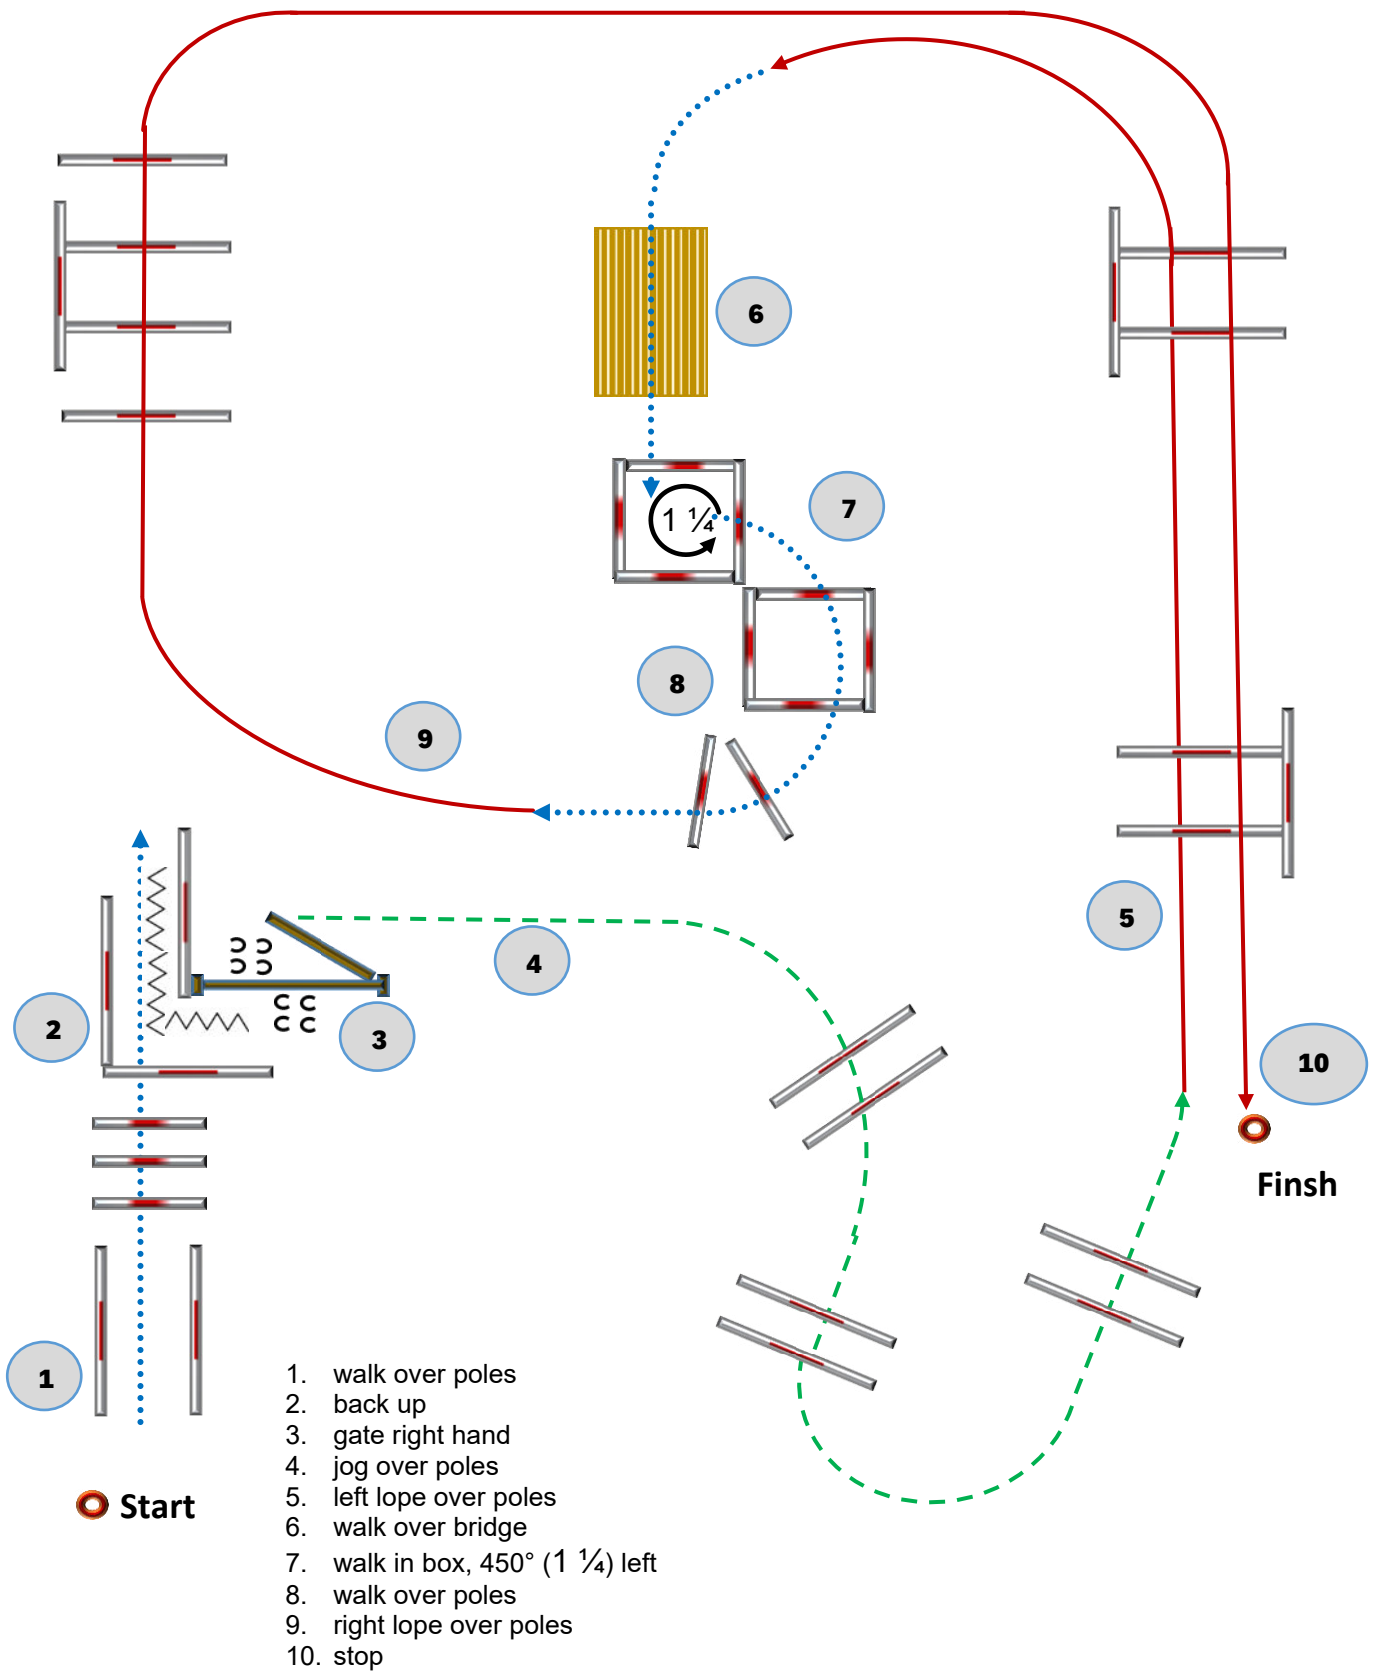 6
1 ¼
7
8
9
5
4
2
3
10
Finsh
1
1. walk over poles
2. back up
3. gate right hand
4. jog over poles
5. left lope over poles
6. walk over bridge
7. walk in box, 450° (1 ¼) left
8. walk over poles
9. right lope over poles
10. stop
Start